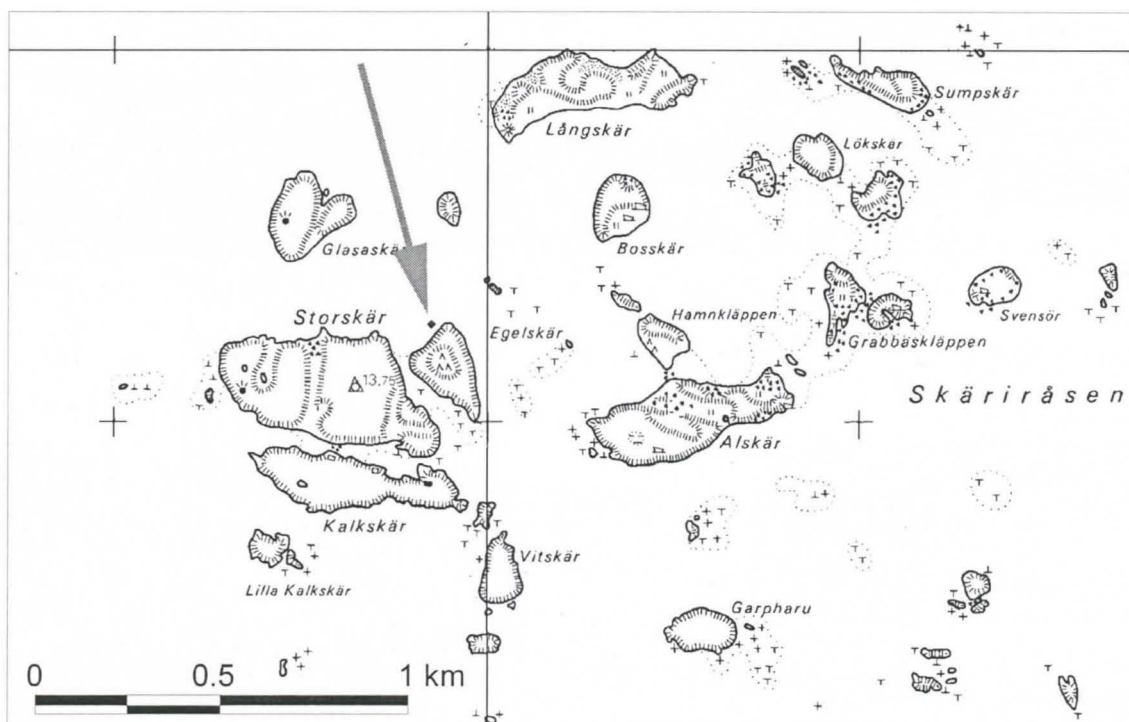 Långskär
Sumpskär
Lökskär
Glasaskär
Bosskär
Storskär
Egelskär
Hamnkläppen
Svensör
Grabbäskläppen
13,75
Skäriråsen
Alskär
Kalkskär
Vitskär
Lilla Kalkskär
Garpharu
0 0.5 1 km